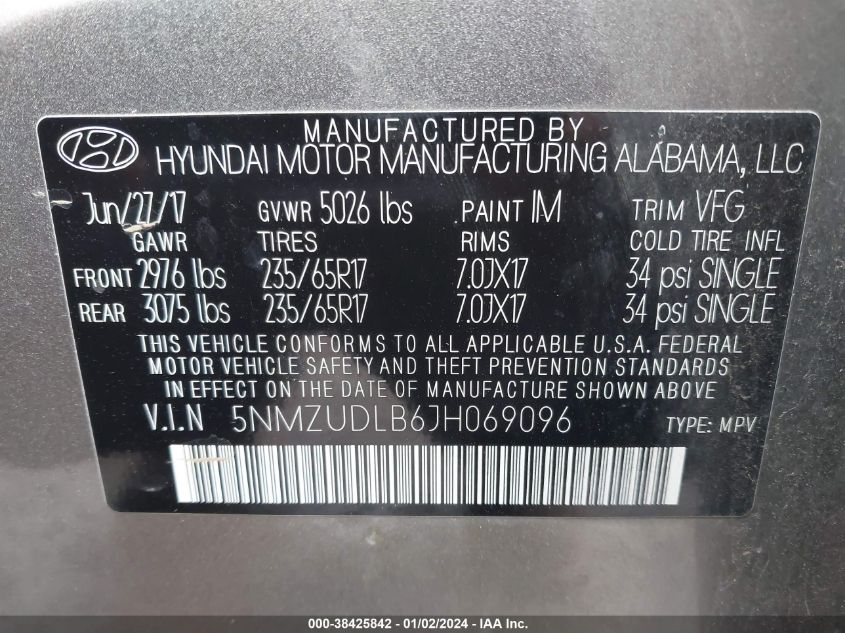 MANUFACTURED BY
HYUNDAI MOTOR MANUFACTURING ALABAMA, LLC
Jun/27/17 GVWR 5026 lbs PAINT IM TRIM VFG
GAWR TIRES RIMS COLD TIRE INFL
FRONT 2976 lbs 235/65R17 7.0JX17 34 psi SINGLE
REAR 3075 lbs 235/65R17 7.0JX17 34 psi SINGLE
THIS VEHICLE CONFORMS TO ALL APPLICABLE U.S.A. FEDERAL
MOTOR VEHICLE SAFETY AND THEFT PREVENTION STANDARDS
IN EFFECT ON THE DATE OF MANUFACTURE SHOWN ABOVE
V.I.N 5NMZUDLB6JH069096 TYPE: MPV
000-38425842 - 01/02/2024 - IAA Inc.